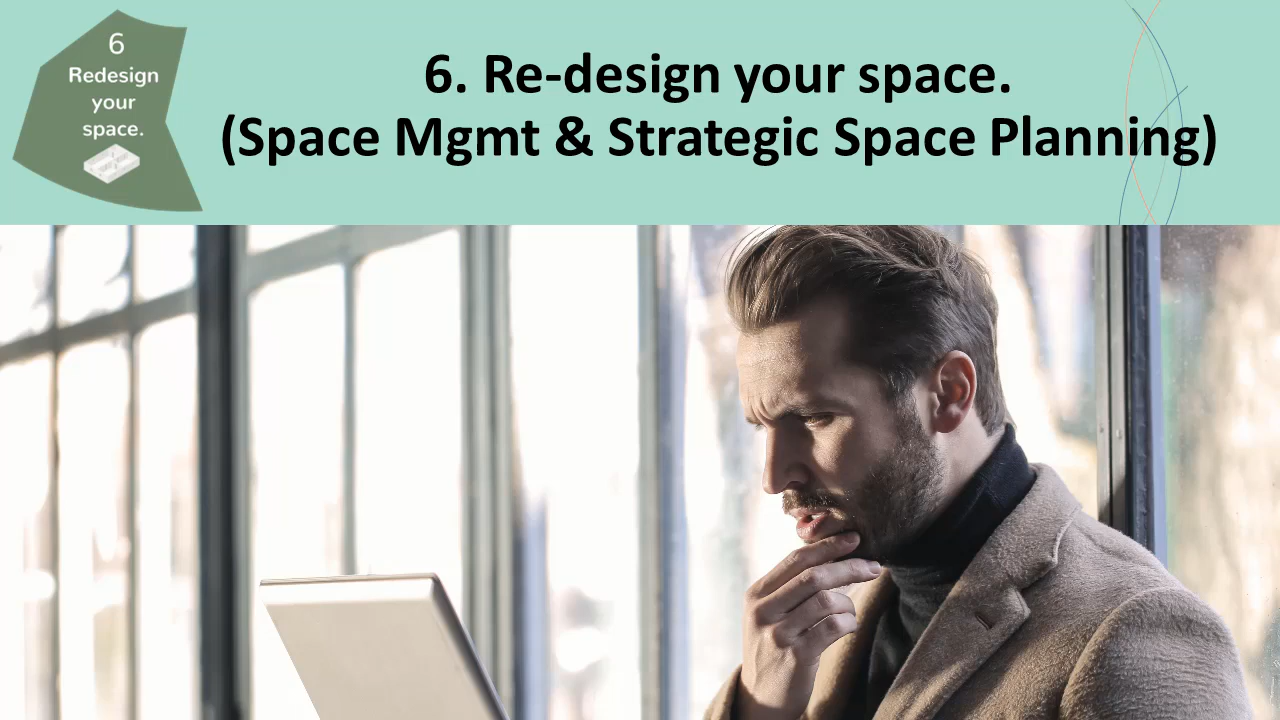 6
Redesign
your
space.
6. Re-design your space.
(Space Mgmt & Strategic Space Planning)